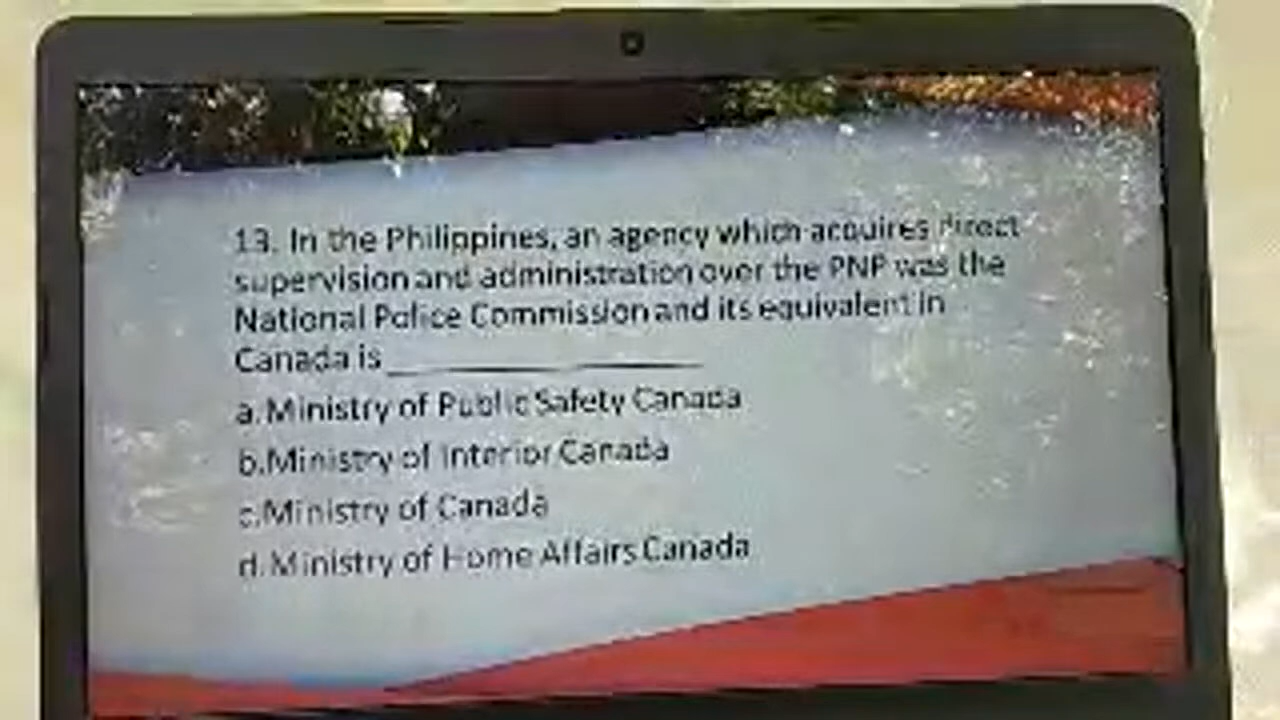 13. In the Philippines, an agency which acquires direct
supervision and administration over the PNP was the
National Police Commission and its equivalent in
Canada is ____________
a.Ministry of Public Safety Canada
b.Ministry of Interior Canada
c.Ministry of Canada
d.Ministry of Home Affairs Canada